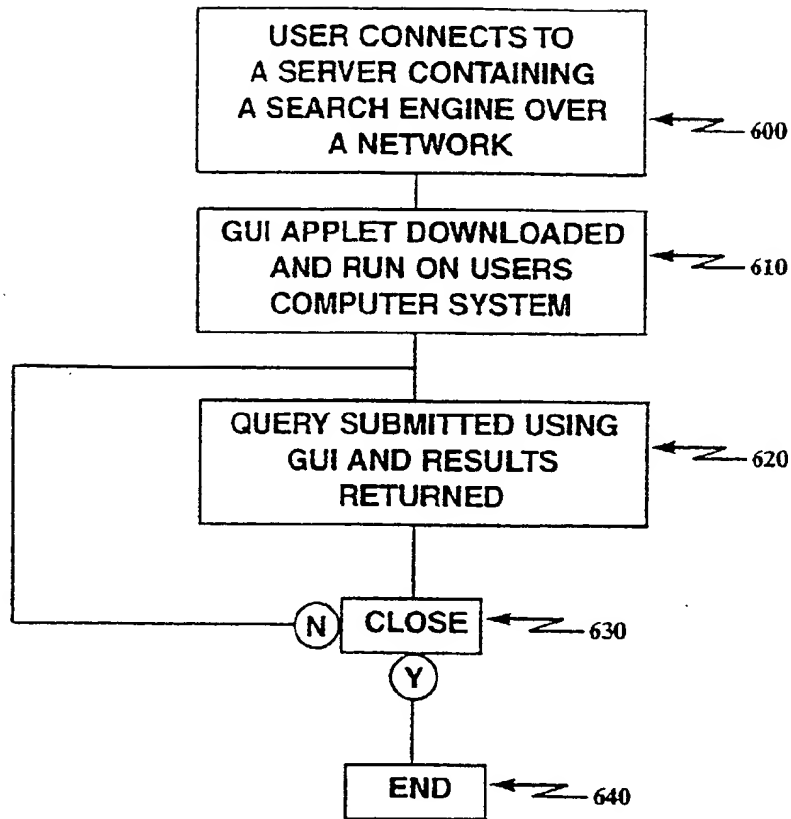 USER CONNECTS TO
A SERVER CONTAINING
A SEARCH ENGINE OVER
A NETWORK
600
GUI APPLET DOWNLOADED
AND RUN ON USERS
COMPUTER SYSTEM
610
QUERY SUBMITTED USING
GUI AND RESULTS
RETURNED
620
N
CLOSE
630
Y
END
640